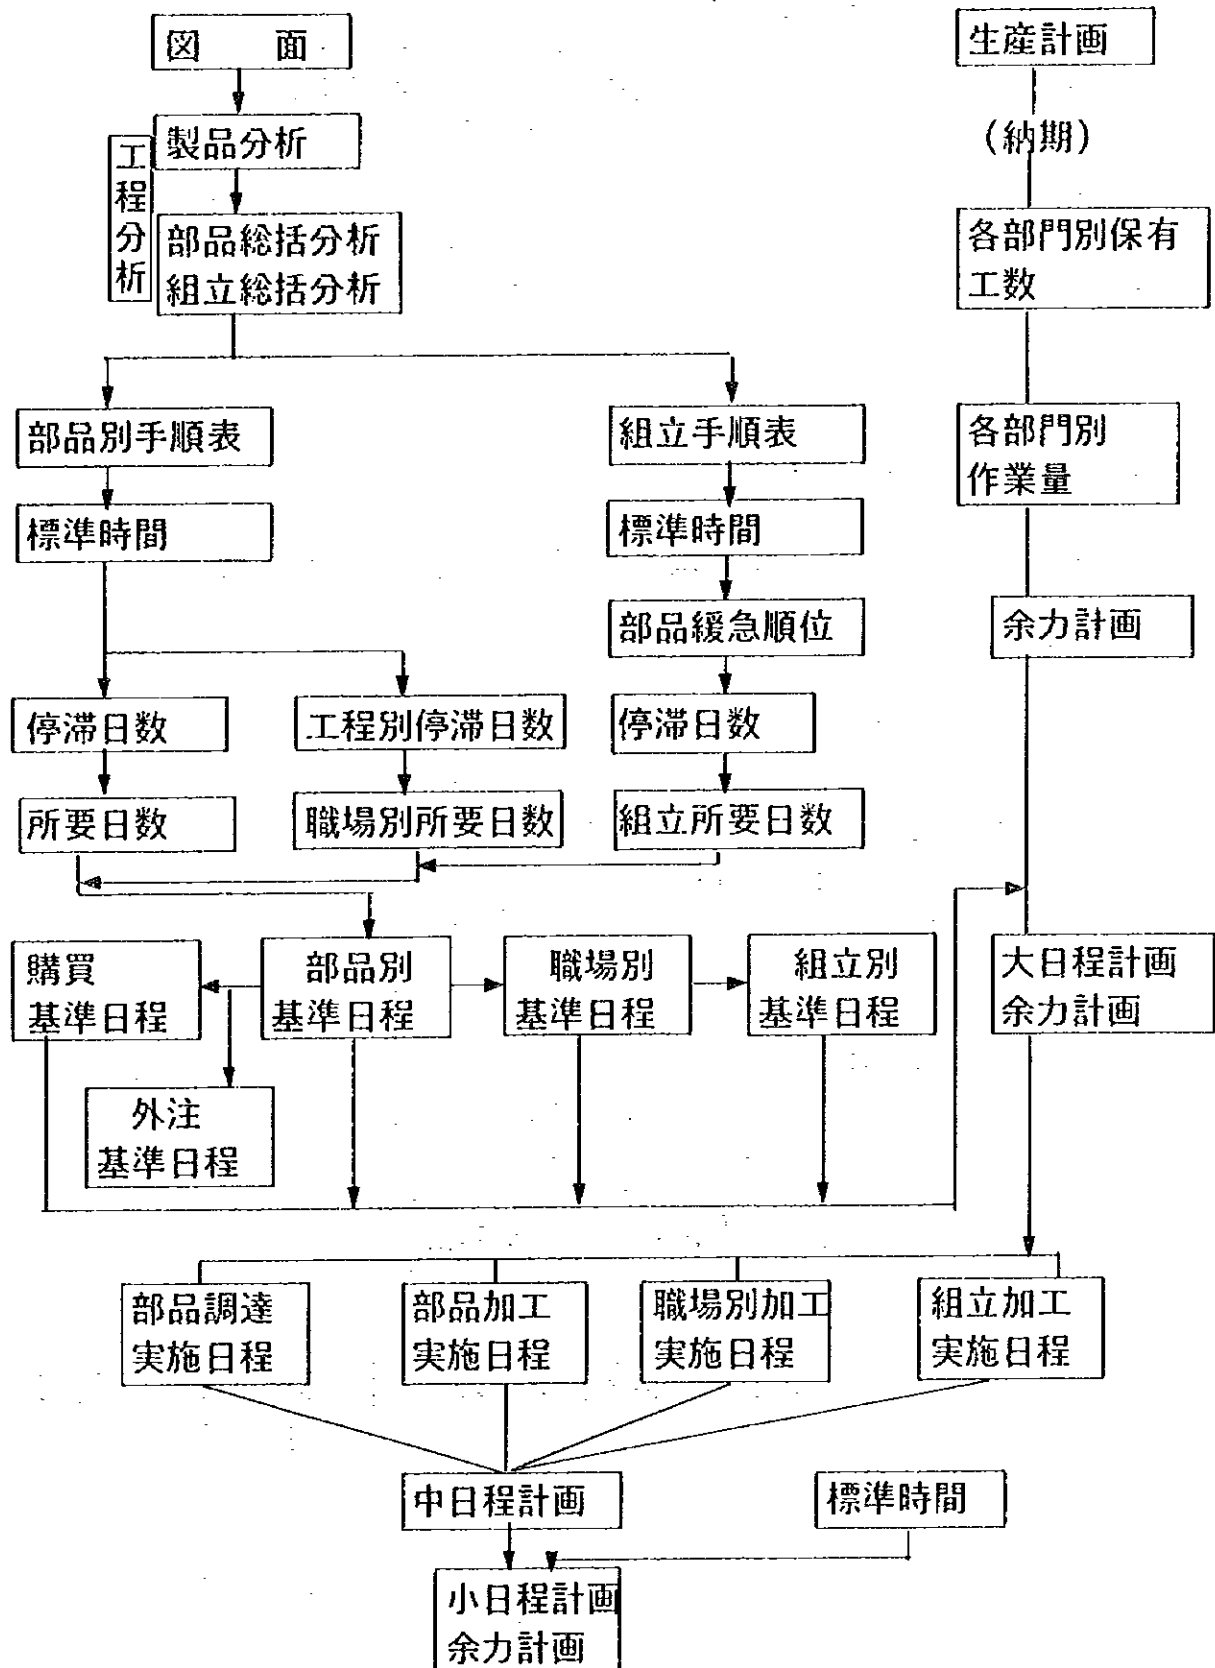 図　面
生産計画
(納期)
工程分析
製品分析
部品総括分析
組立総括分析
各部門別保有
工数
部品別手順表
組立手順表
各部門別
作業量
標準時間
標準時間
部品緩急順位
余力計画
停滞日数
工程別停滞日数
停滞日数
所要日数
職場別所要日数
組立所要日数
購買
基準日程
部品別
基準日程
職場別
基準日程
組立別
基準日程
大日程計画
余力計画
外注
基準日程
部品調達
実施日程
部品加工
実施日程
職場別加工
実施日程
組立加工
実施日程
中日程計画
標準時間
小日程計画
余力計画